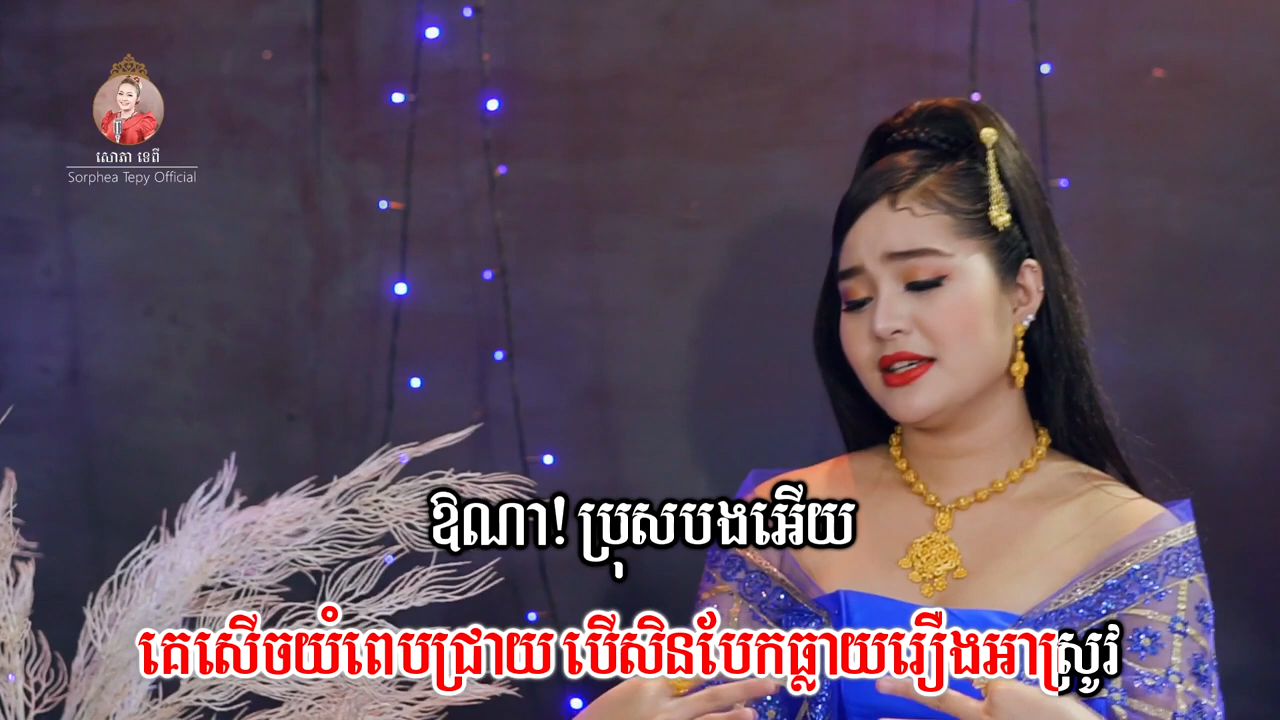 សោភា ទេពី
Sorphea Tepy Official
ឱណា! ប្រុសបងអើយ
គេសើចយំពេបជ្រាយ បើសិនបែកធ្លាយរឿងអាស្រូវ